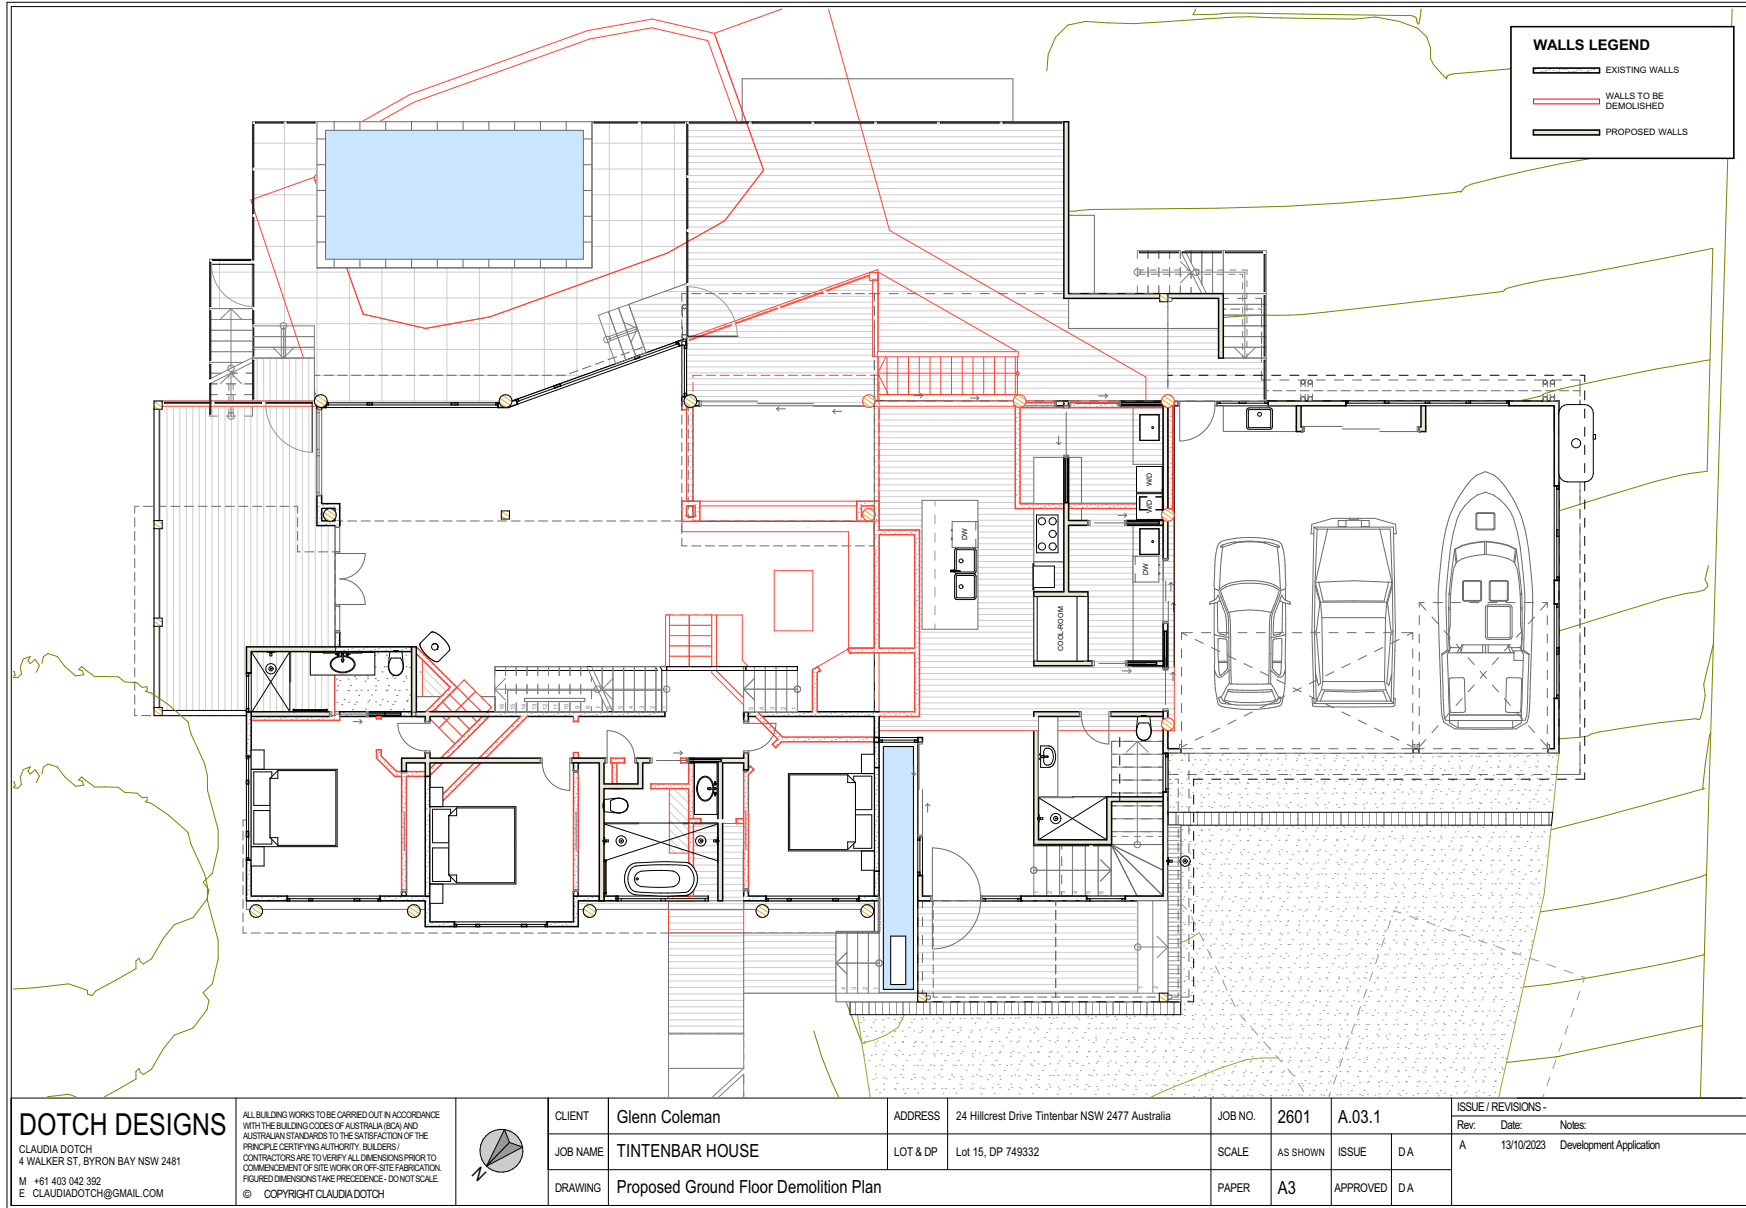 WALLS LEGEND
EXISTING WALLS
WALLS TO BE
DEMOLISHED
PROPOSED WALLS
W/D
W/D
DW
DW
COOL-ROOM
DOTCH DESIGNS
CLAUDIA DOTCH
4 WALKER ST, BYRON BAY NSW 2481
M +61 403 042 392
E CLAUDIADOTCH@GMAIL.COM
ALL BUILDING WORKS TO BE CARRIED OUT IN ACCORDANCE
WITH THE BUILDING CODES OF AUSTRALIA (BCA) AND
AUSTRALIAN STANDARDS TO THE SATISFACTION OF THE
PRINCIPLE CERTIFYING AUTHORITY. BUILDERS /
CONTRACTORS ARE TO VERIFY ALL DIMENSIONS PRIOR TO
COMMENCEMENT OF SITE WORK OR OFF-SITE FABRICATION.
FIGURED DIMENSIONS TAKE PRECEDENCE - DO NOT SCALE.
© COPYRIGHT CLAUDIA DOTCH
N
CLIENT Glenn Coleman
JOB NAME TINTENBAR HOUSE
DRAWING Proposed Ground Floor Demolition Plan
ADDRESS 24 Hillcrest Drive Tintenbar NSW 2477 Australia
LOT & DP Lot 15, DP 749332
JOB NO. 2601 A.03.1
SCALE AS SHOWN ISSUE DA
PAPER A3 APPROVED DA
ISSUE / REVISIONS -
Rev: Date: Notes:
A 13/10/2023 Development Application